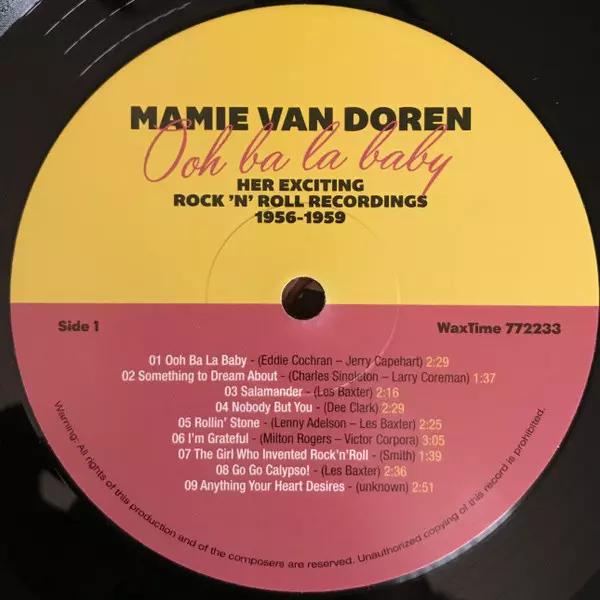 MAMIE VAN DOREN
Ooh ba la baby
HER EXCITING
ROCK 'N' ROLL RECORDINGS
1956-1959
Side 1
WaxTime 772233
01 Ooh Ba La Baby - (Eddie Cochran – Jerry Capehart) 2:29
02 Something to Dream About - (Charles Singleton – Larry Coreman) 1:37
03 Salamander - (Les Baxter) 2:16
04 Nobody But You - (Dee Clark) 2:29
05 Rollin' Stone - (Lenny Adelson – Les Baxter) 2:25
06 I'm Grateful - (Milton Rogers – Victor Corpora) 3:05
07 The Girl Who Invented Rock'n'Roll - (Smith) 1:39
08 Go Go Calypso! - (Les Baxter) 2:36
09 Anything Your Heart Desires - (unknown) 2:51
Warning: All rights of this production and of the composers are reserved. Unauthorized copying of this record is prohibited.